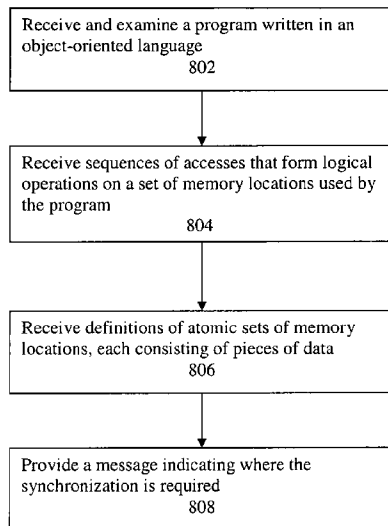 Receive and examine a program written in an
object-oriented language
802
Receive sequences of accesses that form logical
operations on a set of memory locations used by
the program
804
Receive definitions of atomic sets of memory
locations, each consisting of pieces of data
806
Provide a message indicating where the
synchronization is required
808